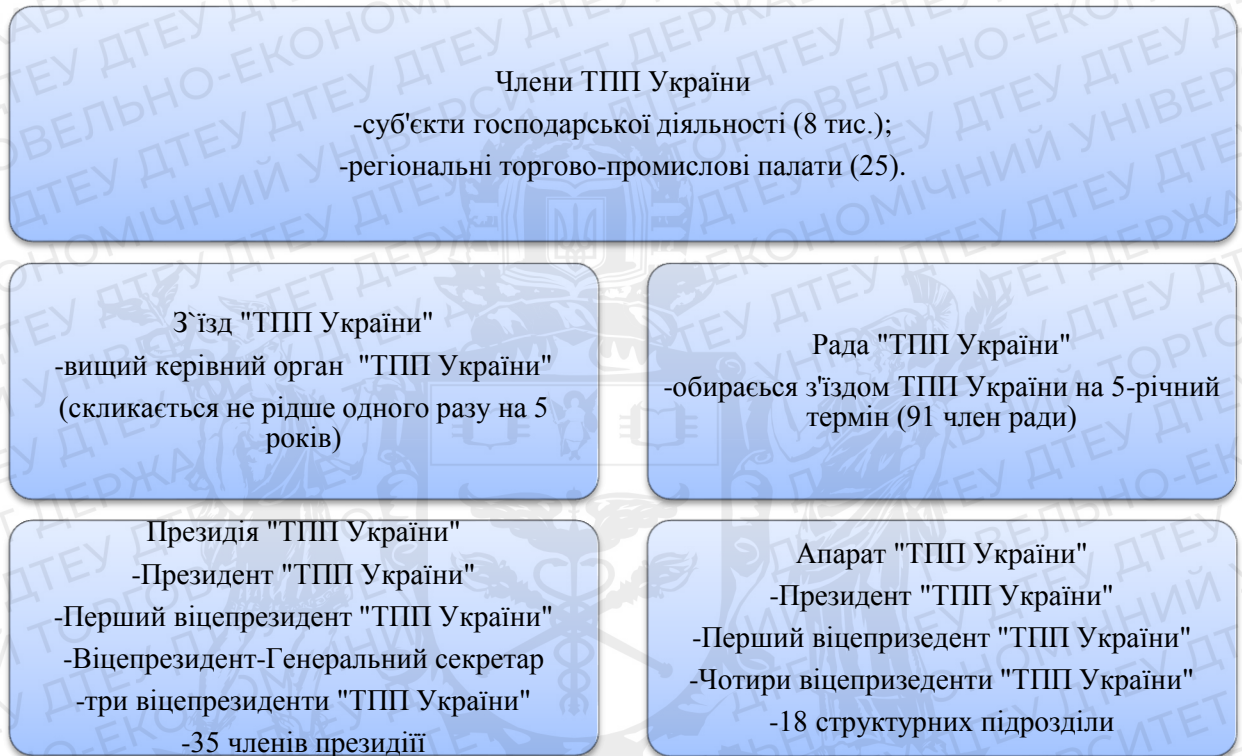 Члени ТПП України
-суб'єкти господарської діяльності (8 тис.);
-регіональні торгово-промислові палати (25).
З`їзд "ТПП України"
-вищий керівний орган "ТПП України"
(скликається не рідше одного разу на 5
років)
Рада "ТПП України"
-обирається з'їздом ТПП України на 5-річний
термін (91 член ради)
Президія "ТПП України"
-Президент "ТПП України"
-Перший віцепрезидент "ТПП України"
-Віцепрезидент-Генеральний секретар
-три віцепрезиденти "ТПП України"
-35 членів президіїї
Апарат "ТПП України"
-Президент "ТПП України"
-Перший віцепризедент "ТПП України"
-Чотири віцепризеденти "ТПП України"
-18 структурних підрозділи